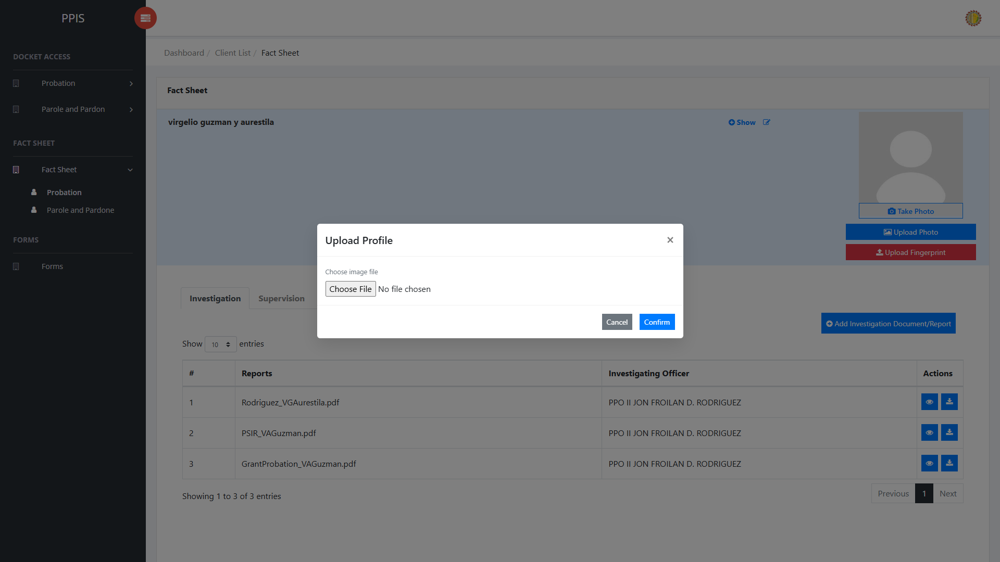 PPIS
DOCKET ACCESS
Probation
Parole and Pardon
FACT SHEET
Fact Sheet
Probation
Parole and Pardone
FORMS
Forms
Dashboard / Client List / Fact Sheet
Fact Sheet
virgelio guzman y aurestila
Show
Take Photo
Upload Photo
Upload Fingerprint
Upload Profile
×
Choose image file
Choose File No file chosen
Cancel Confirm
Investigation Supervision
Add Investigation Document/Report
Show 10 entries
# Reports Investigating Officer Actions
1 Rodriguez_VGAurestila.pdf PPO II JON FROILAN D. RODRIGUEZ
2 PSIR_VAGuzman.pdf PPO II JON FROILAN D. RODRIGUEZ
3 GrantProbation_VAGuzman.pdf PPO II JON FROILAN D. RODRIGUEZ
Showing 1 to 3 of 3 entries
Previous 1 Next